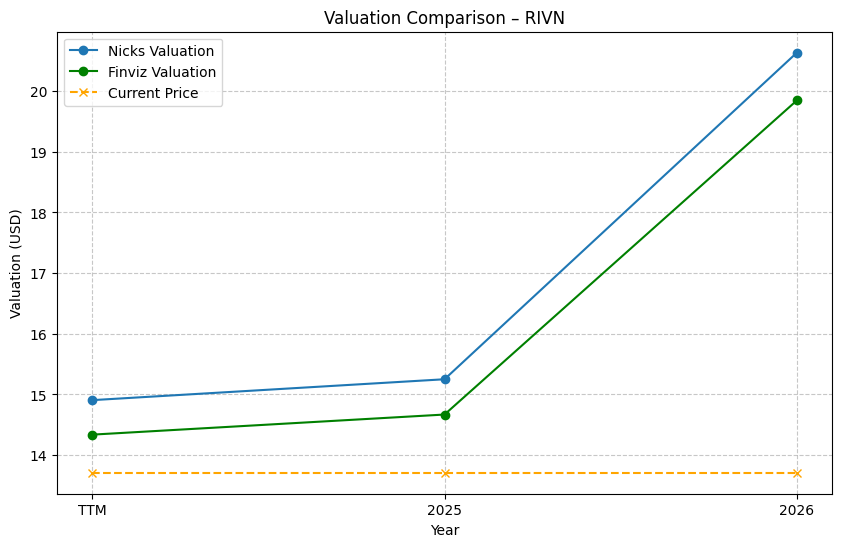 Valuation Comparison – RIVN
Nicks Valuation
Finviz Valuation
Current Price
Valuation (USD)
20
19
18
17
16
15
14
TTM
2025
2026
Year